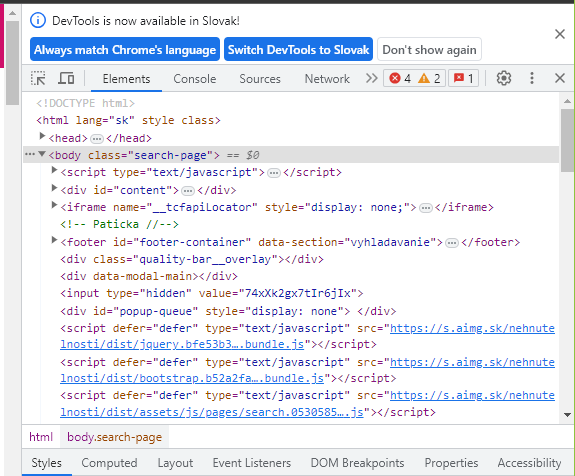 DevTools is now available in Slovak!
Always match Chrome's language Switch DevTools to Slovak Don't show again
Elements Console Sources Network 4 2 1
<!DOCTYPE html>
<html lang="sk" style class>
<head> … </head>
<body class="search-page"> == $0
<script type="text/javascript"> … </script>
<div id="content"> … </div>
<iframe name="__tcfapiLocator" style="display: none;"> … </iframe>
<!-- Paticka //-->
<footer id="footer-container" data-section="vyhladavanie"> … </footer>
<div class="quality-bar__overlay"></div>
<div data-modal-main></div>
<input type="hidden" value="74xXk2gx7tIr6jIx">
<div id="popup-queue" style="display: none"> </div>
<script defer="defer" type="text/javascript" src="https://s.aimg.sk/nehnute
lnosti/dist/jquery.bfe53b3….bundle.js"></script>
<script defer="defer" type="text/javascript" src="https://s.aimg.sk/nehnute
lnosti/dist/bootstrap.b52a2fa….bundle.js"></script>
<script defer="defer" type="text/javascript" src="https://s.aimg.sk/nehnute
lnosti/dist/assets/js/pages/search.0530585….js"></script>
html body.search-page
Styles Computed Layout Event Listeners DOM Breakpoints Properties Accessibility